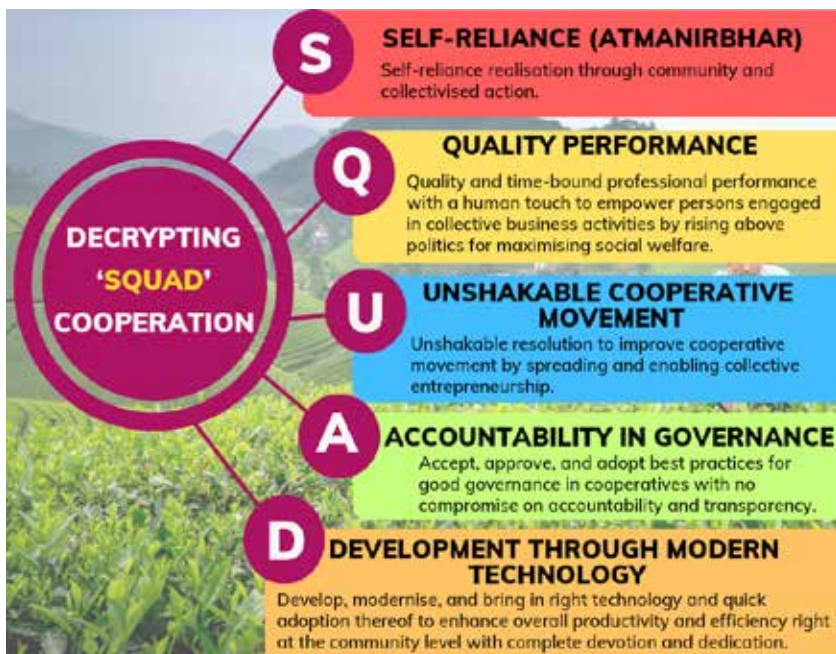 DECRYPTING
'SQUAD'
COOPERATION
S
SELF-RELIANCE (ATMANIRBHAR)
Self-reliance realisation through community and
collectivised action.
Q
QUALITY PERFORMANCE
Quality and time-bound professional performance
with a human touch to empower persons engaged
in collective business activities by rising above
politics for maximising social welfare.
U
UNSHAKABLE COOPERATIVE
MOVEMENT
Unshakable resolution to improve cooperative
movement by spreading and enabling collective
entrepreneurship.
A
ACCOUNTABILITY IN GOVERNANCE
Accept, approve, and adopt best practices for
good governance in cooperatives with no
compromise on accountability and transparency.
D
DEVELOPMENT THROUGH MODERN
TECHNOLOGY
Develop, modernise, and bring in right technology and quick
adoption thereof to enhance overall productivity and efficiency right
at the community level with complete devotion and dedication.